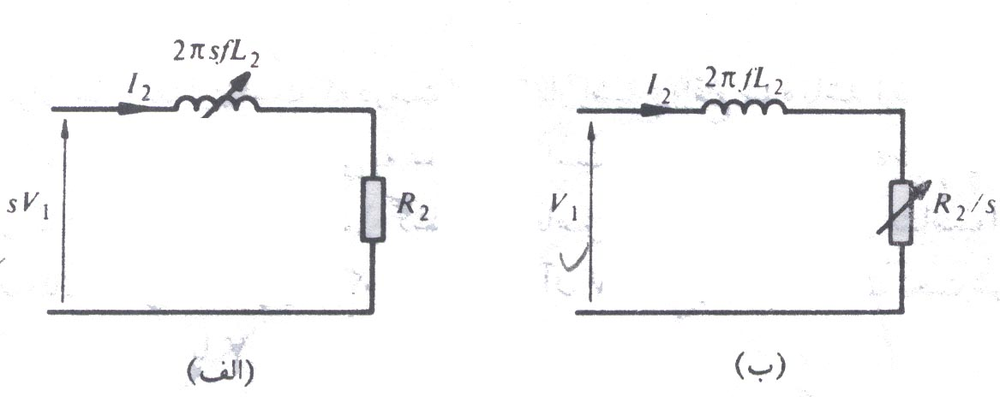 2πsfL₂
I₂
sV₁
R₂
(الف)
2πfL₂
I₂
V₁
R₂/s
(ب)